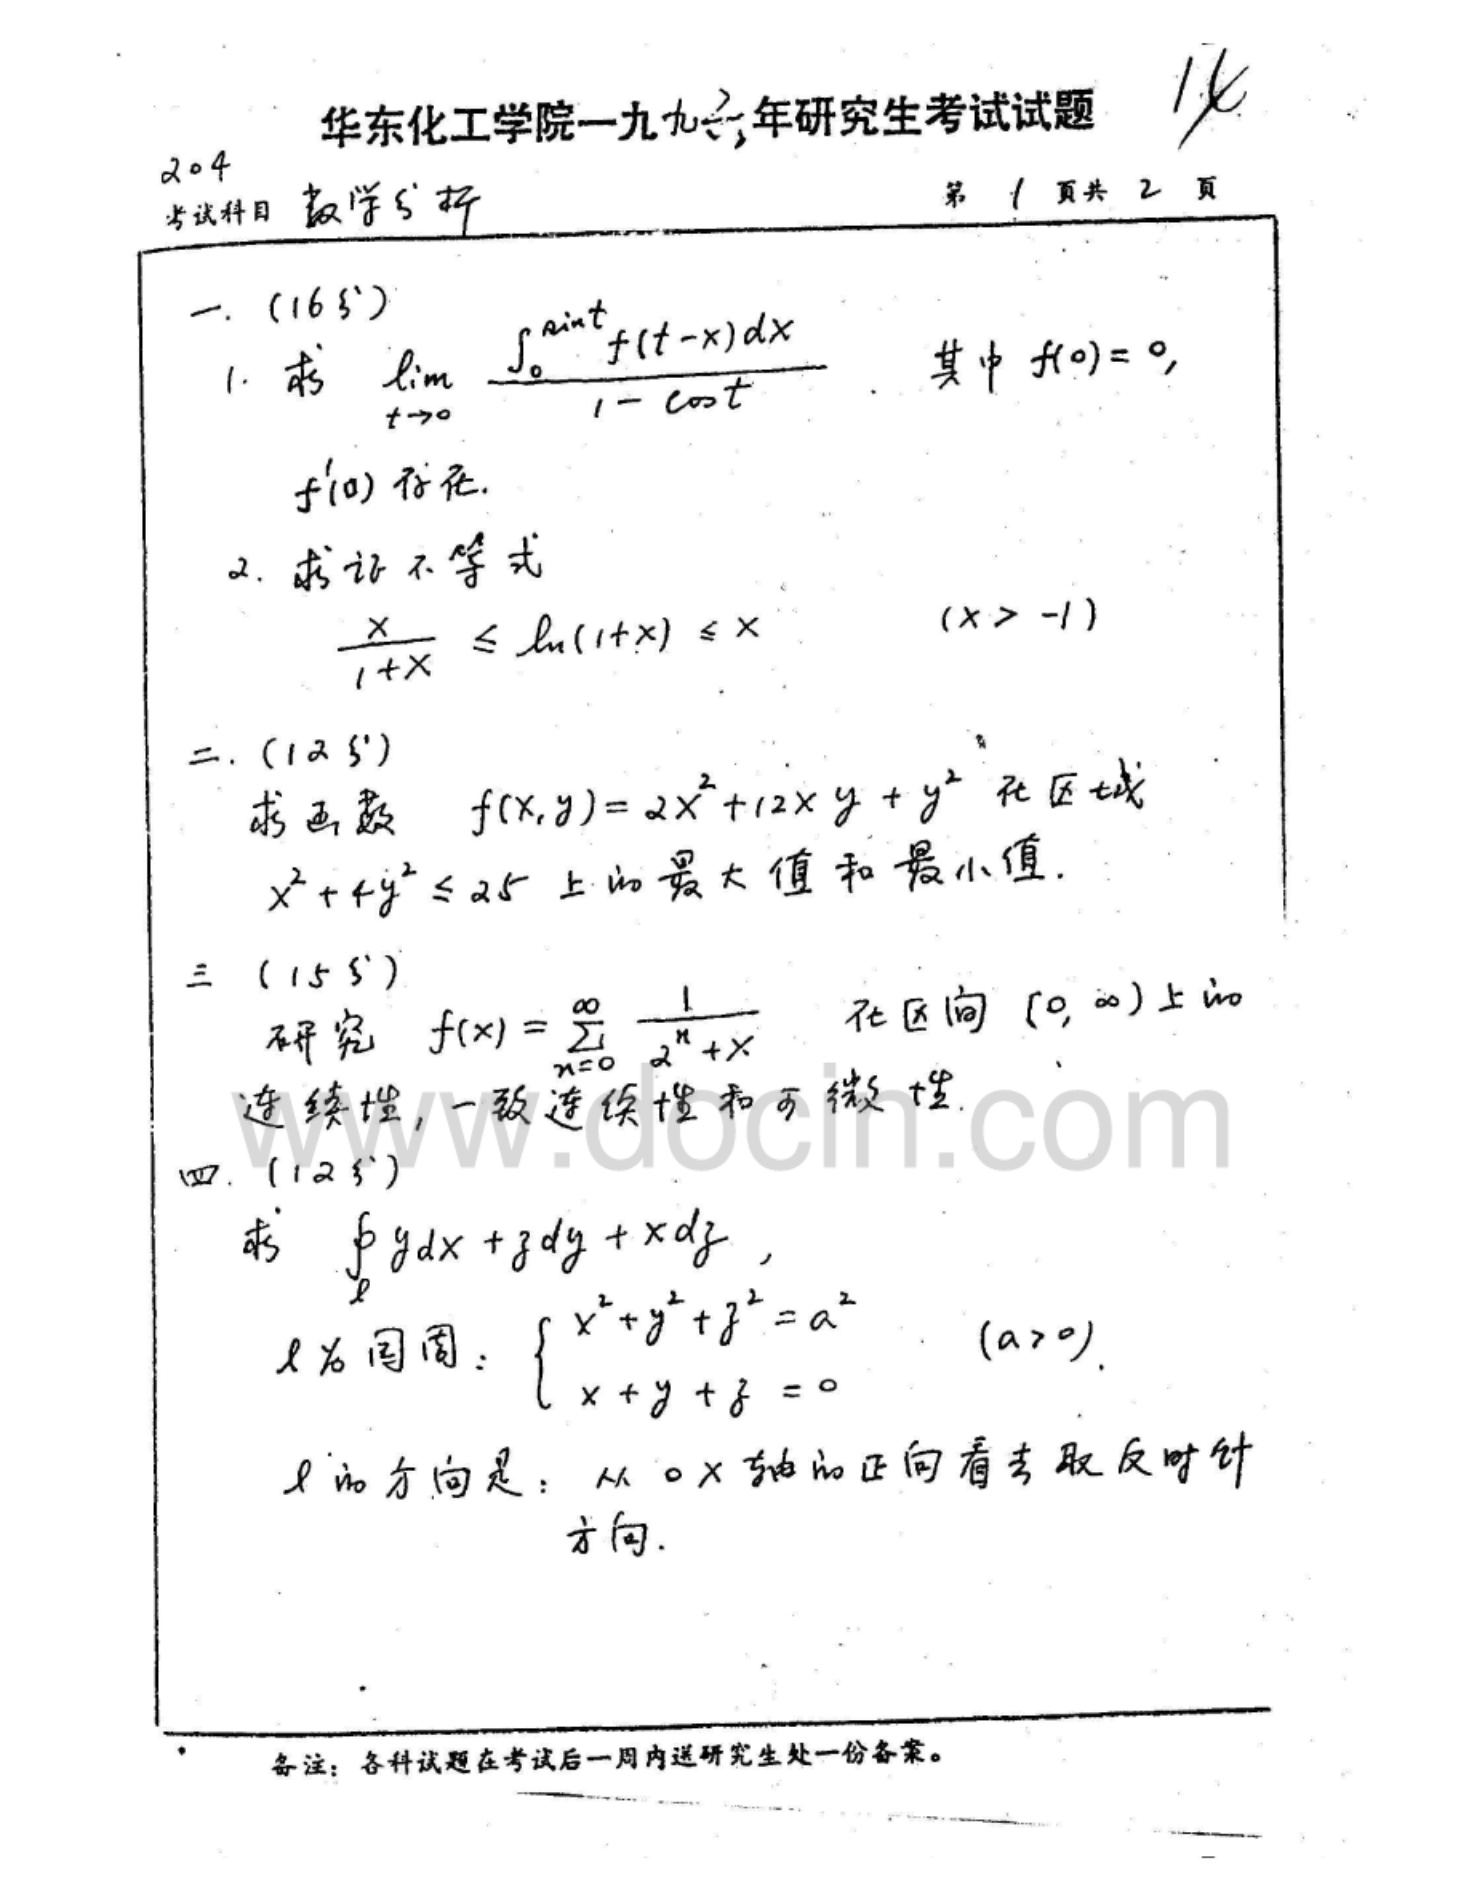 14
华东化工学院一九九六年研究生考试试题
204
考试科目 数学分析 第 1 页共 2 页
一. (16分)
1. 求 lim_{t→0} ∫_0^{sint} f(t-x)dx / (1-cost) . 其中 f(0)=0,
f'(0) 存在.
2. 求证不等式
x/(1+x) ≤ ln(1+x) ≤ x (x > -1)
二. (12分)
求函数 f(x,y)=2x²+12xy+y² 在区域
x²+4y² ≤ 25 上的最大值和最小值.
三 (15分)
研究 f(x) = ∑_{n=0}^{∞} 1/(2ⁿ+x) 在区间 [0, ∞) 上的
连续性, 一致连续性和可微性.
www.docin.com
四. (12分)
求 ∮_l ydx + zdy + xdz ,
l为圆周: { x²+y²+z² = a² (a>0).
x+y+z = 0
l的方向是: 从 ox 轴的正向看去取反时针
方向.
备注: 各科试题在考试后一周内送研究生处一份备案。